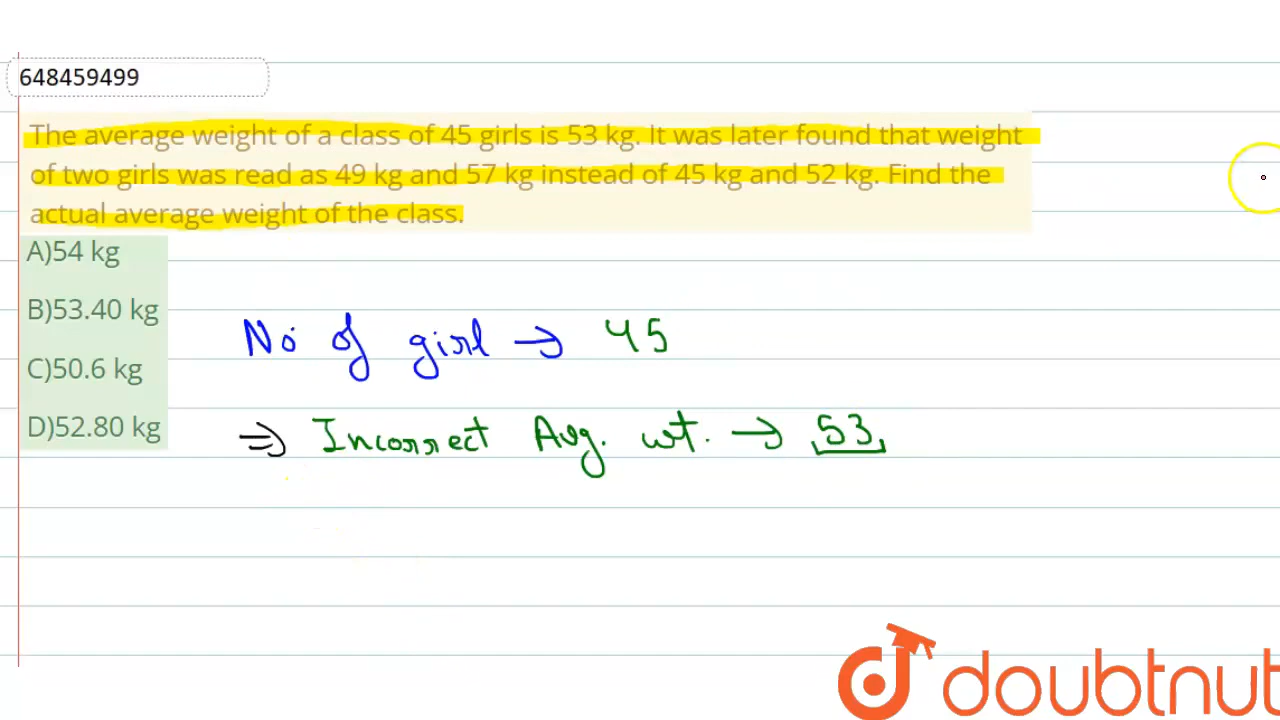 648459499
The average weight of a class of 45 girls is 53 kg. It was later found that weight
of two girls was read as 49 kg and 57 kg instead of 45 kg and 52 kg. Find the
actual average weight of the class.
A)54 kg
B)53.40 kg
C)50.6 kg
D)52.80 kg
No of girl → 45
⇒ Incorrect Avg. wt. → 53
doubtnut